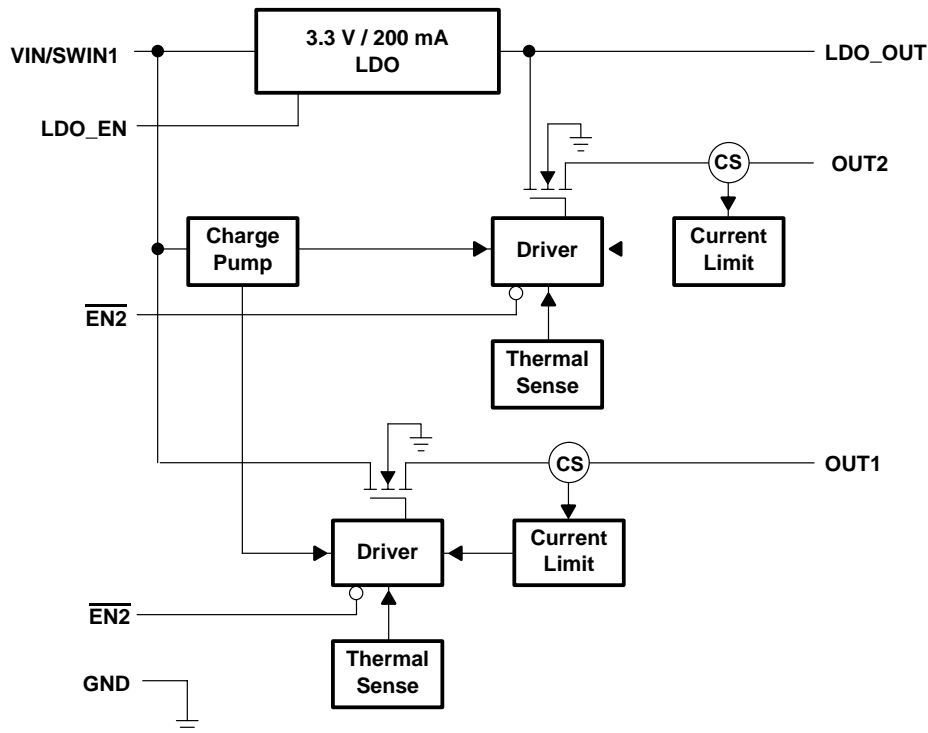 3.3 V / 200 mA
LDO
VIN/SWIN1
LDO_OUT
LDO_EN
CS
OUT2
Charge
Pump
Driver
Current
Limit
EN2
Thermal
Sense
CS
OUT1
Driver
Current
Limit
EN2
Thermal
Sense
GND